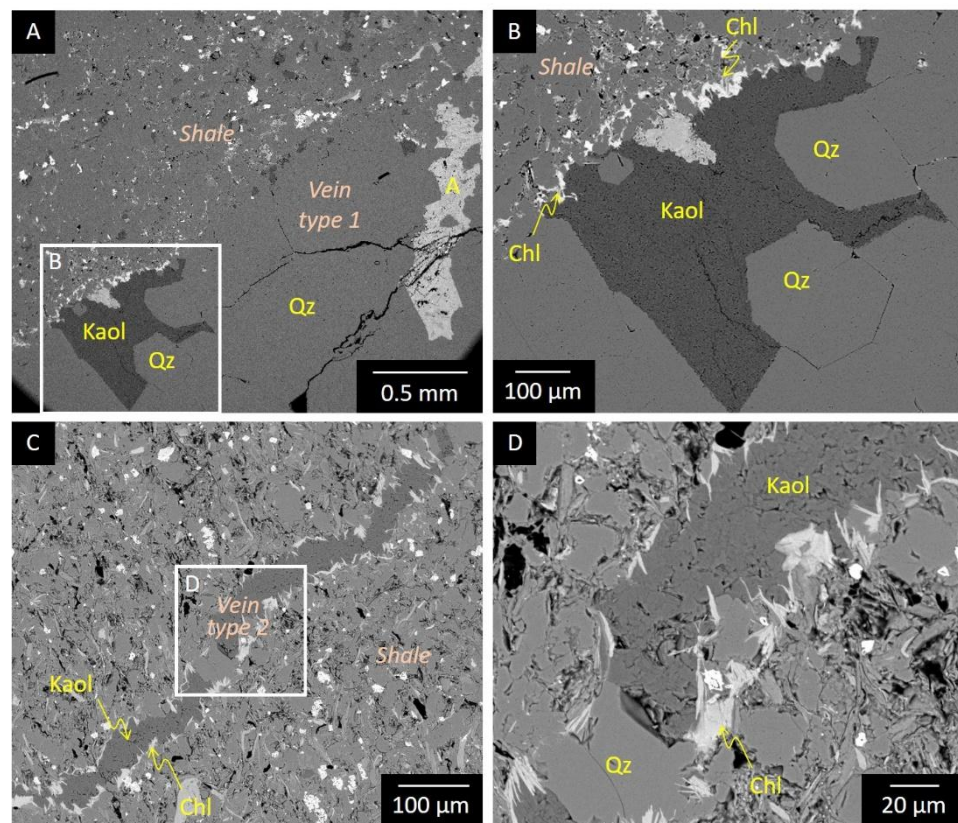 A
Shale
Vein
type 1
A
B
Kaol
Qz
Qz
0.5 mm
B
Chl
Shale
Qz
Kaol
Chl
Qz
100 µm
C
D
Vein
type 2
Shale
Kaol
Chl
100 µm
D
Kaol
Qz
Chl
20 µm